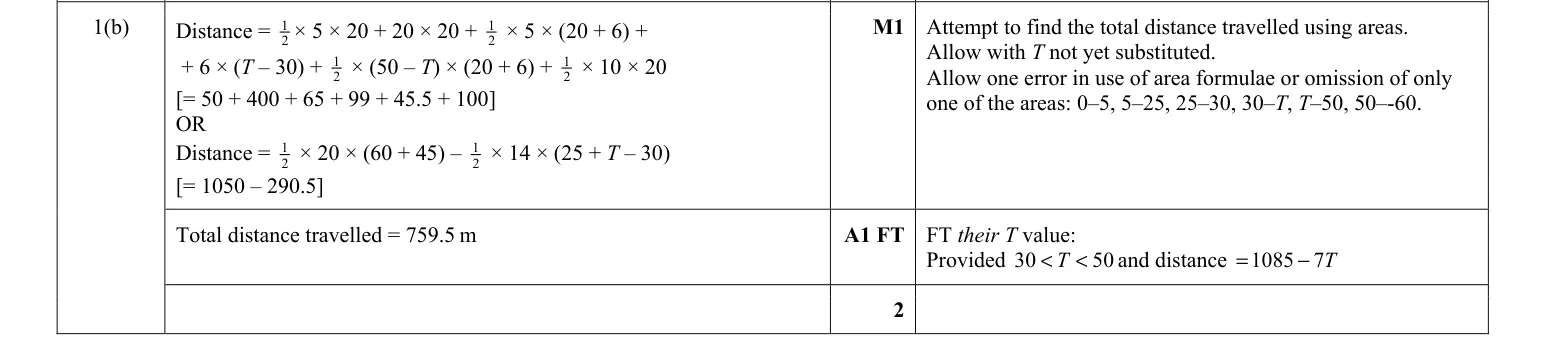 1(b)
Distance = ½ × 5 × 20 + 20 × 20 + ½ × 5 × (20 + 6) +
+ 6 × (T – 30) + ½ × (50 – T) × (20 + 6) + ½ × 10 × 20
[= 50 + 400 + 65 + 99 + 45.5 + 100]
OR
Distance = ½ × 20 × (60 + 45) – ½ × 14 × (25 + T – 30)
[= 1050 – 290.5]
M1
Attempt to find the total distance travelled using areas.
Allow with T not yet substituted.
Allow one error in use of area formulae or omission of only
one of the areas: 0–5, 5–25, 25–30, 30–T, T–50, 50–-60.
Total distance travelled = 759.5 m
A1 FT
FT their T value:
Provided 30 < T < 50 and distance = 1085 − 7T
2